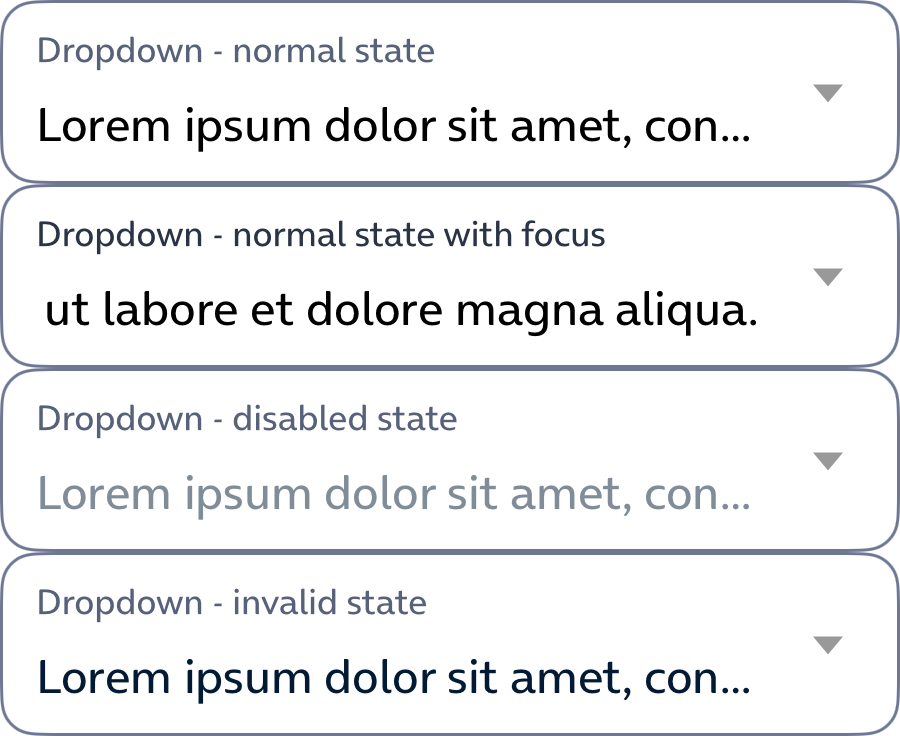 Dropdown - normal state
Lorem ipsum dolor sit amet, con...
Dropdown - normal state with focus
ut labore et dolore magna aliqua.
Dropdown - disabled state
Lorem ipsum dolor sit amet, con...
Dropdown - invalid state
Lorem ipsum dolor sit amet, con...